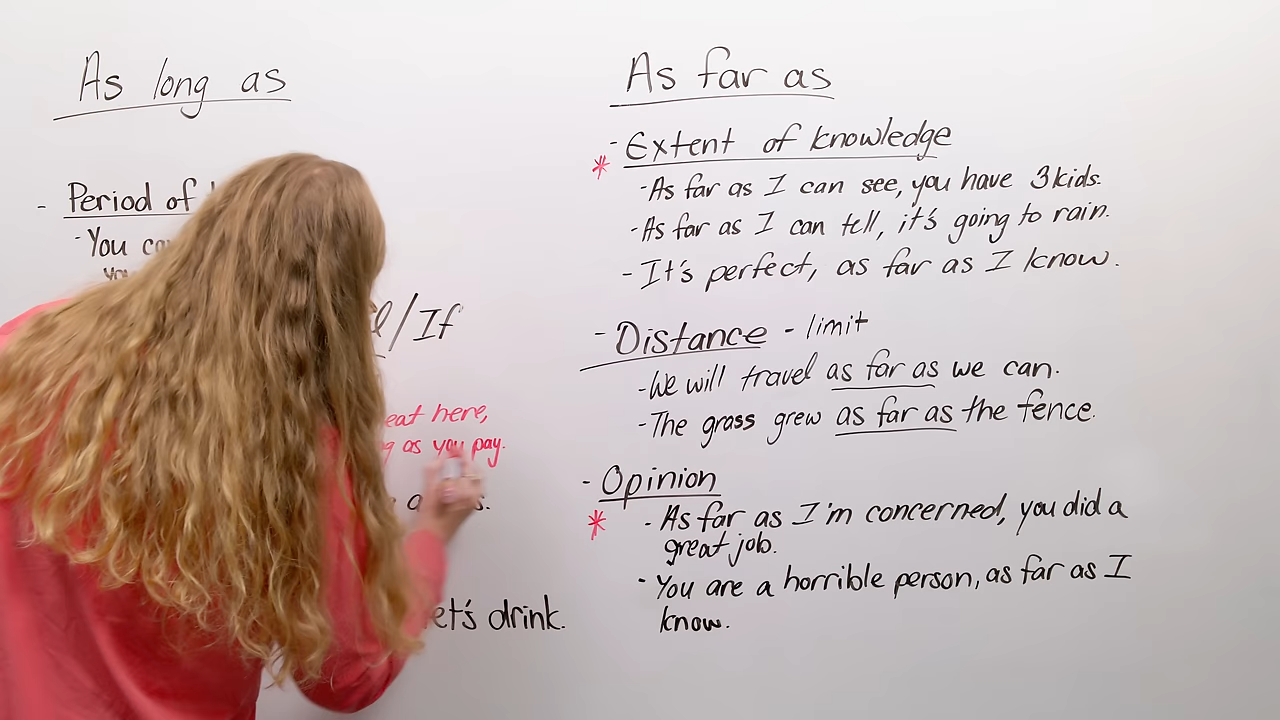 As long as
- Period of
- You
/If
eat here,
as you pay.
let's drink.
As far as
- Extent of knowledge
*
- As far as I can see, you have 3 kids.
- As far as I can tell, it's going to rain.
- It's perfect, as far as I know.
- Distance - limit
- We will travel as far as we can.
- The grass grew as far as the fence.
- Opinion
*
- As far as I'm concerned, you did a
great job.
- You are a horrible person, as far as I
know.